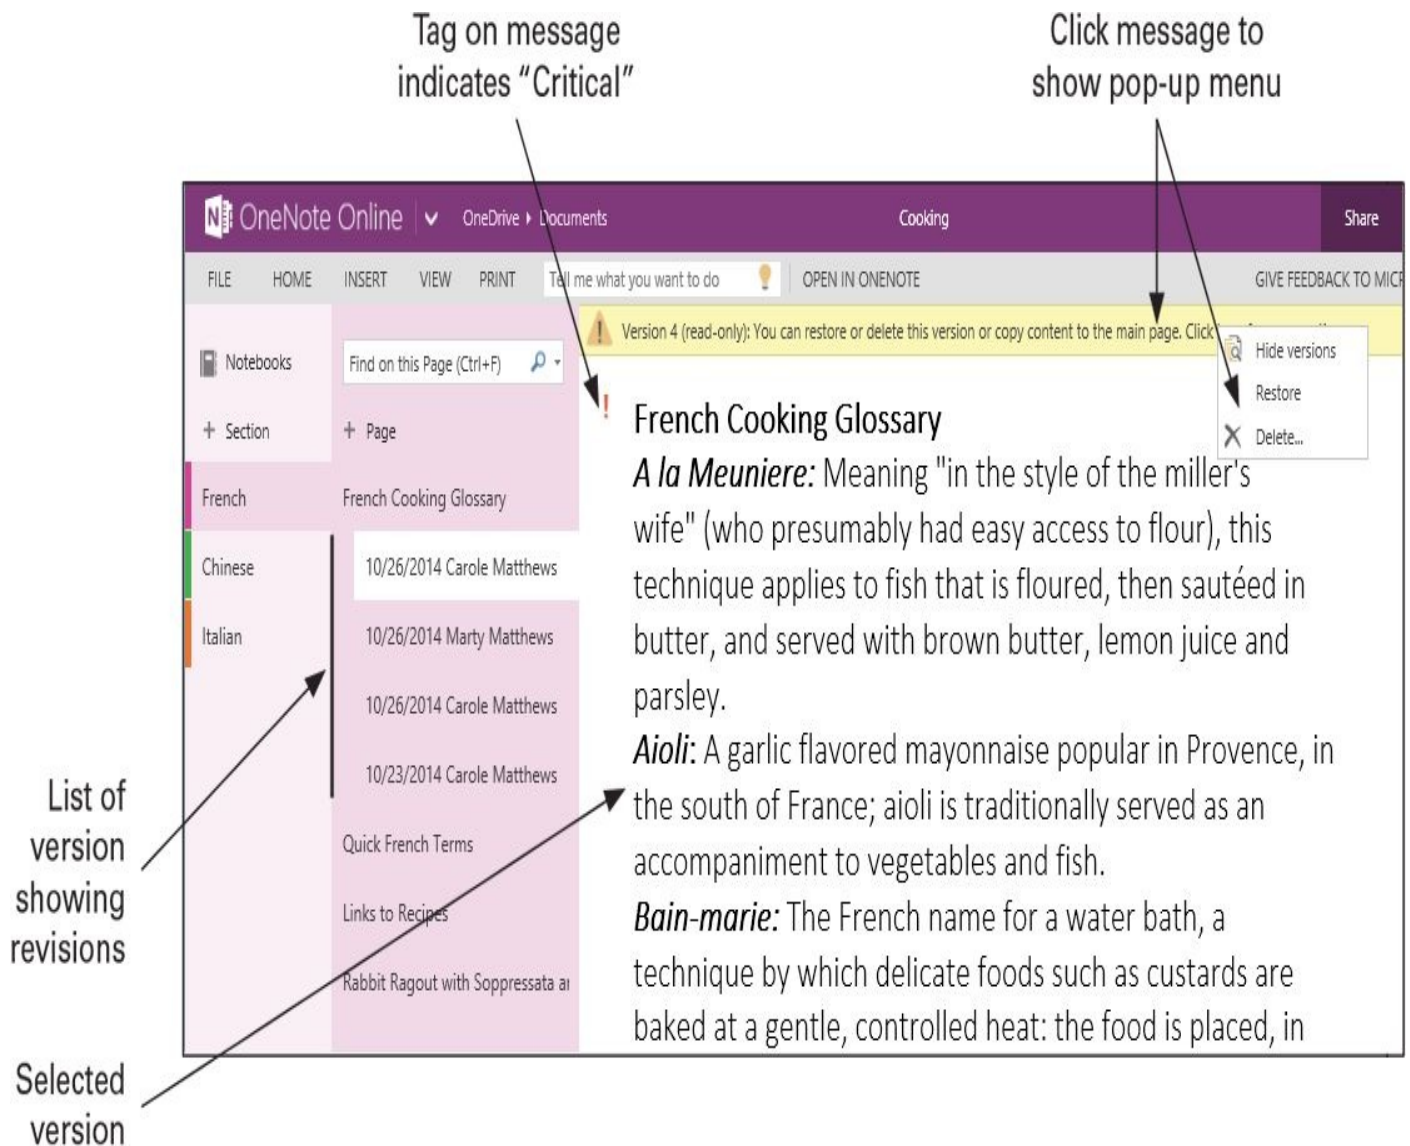 Tag on message
indicates “Critical”
Click message to
show pop-up menu
OneNote Online
OneDrive
Documents
Cooking
Share
FILE HOME INSERT VIEW PRINT Tell me what you want to do OPEN IN ONENOTE GIVE FEEDBACK TO MICR
Version 4 (read-only): You can restore or delete this version or copy content to the main page. Click
Hide versions
Restore
Delete...
Notebooks
+ Section
French
Chinese
Italian
Find on this Page (Ctrl+F)
+ Page
French Cooking Glossary
10/26/2014 Carole Matthews
10/26/2014 Marty Matthews
10/26/2014 Carole Matthews
10/23/2014 Carole Matthews
Quick French Terms
Links to Recipes
Rabbit Ragout with Soppressata
! French Cooking Glossary
A la Meuniere: Meaning "in the style of the miller's
wife" (who presumably had easy access to flour), this
technique applies to fish that is floured, then sautéed in
butter, and served with brown butter, lemon juice and
parsley.
Aioli: A garlic flavored mayonnaise popular in Provence, in
the south of France; aioli is traditionally served as an
accompaniment to vegetables and fish.
Bain-marie: The French name for a water bath, a
technique by which delicate foods such as custards are
baked at a gentle, controlled heat: the food is placed, in
List of
version
showing
revisions
Selected
version